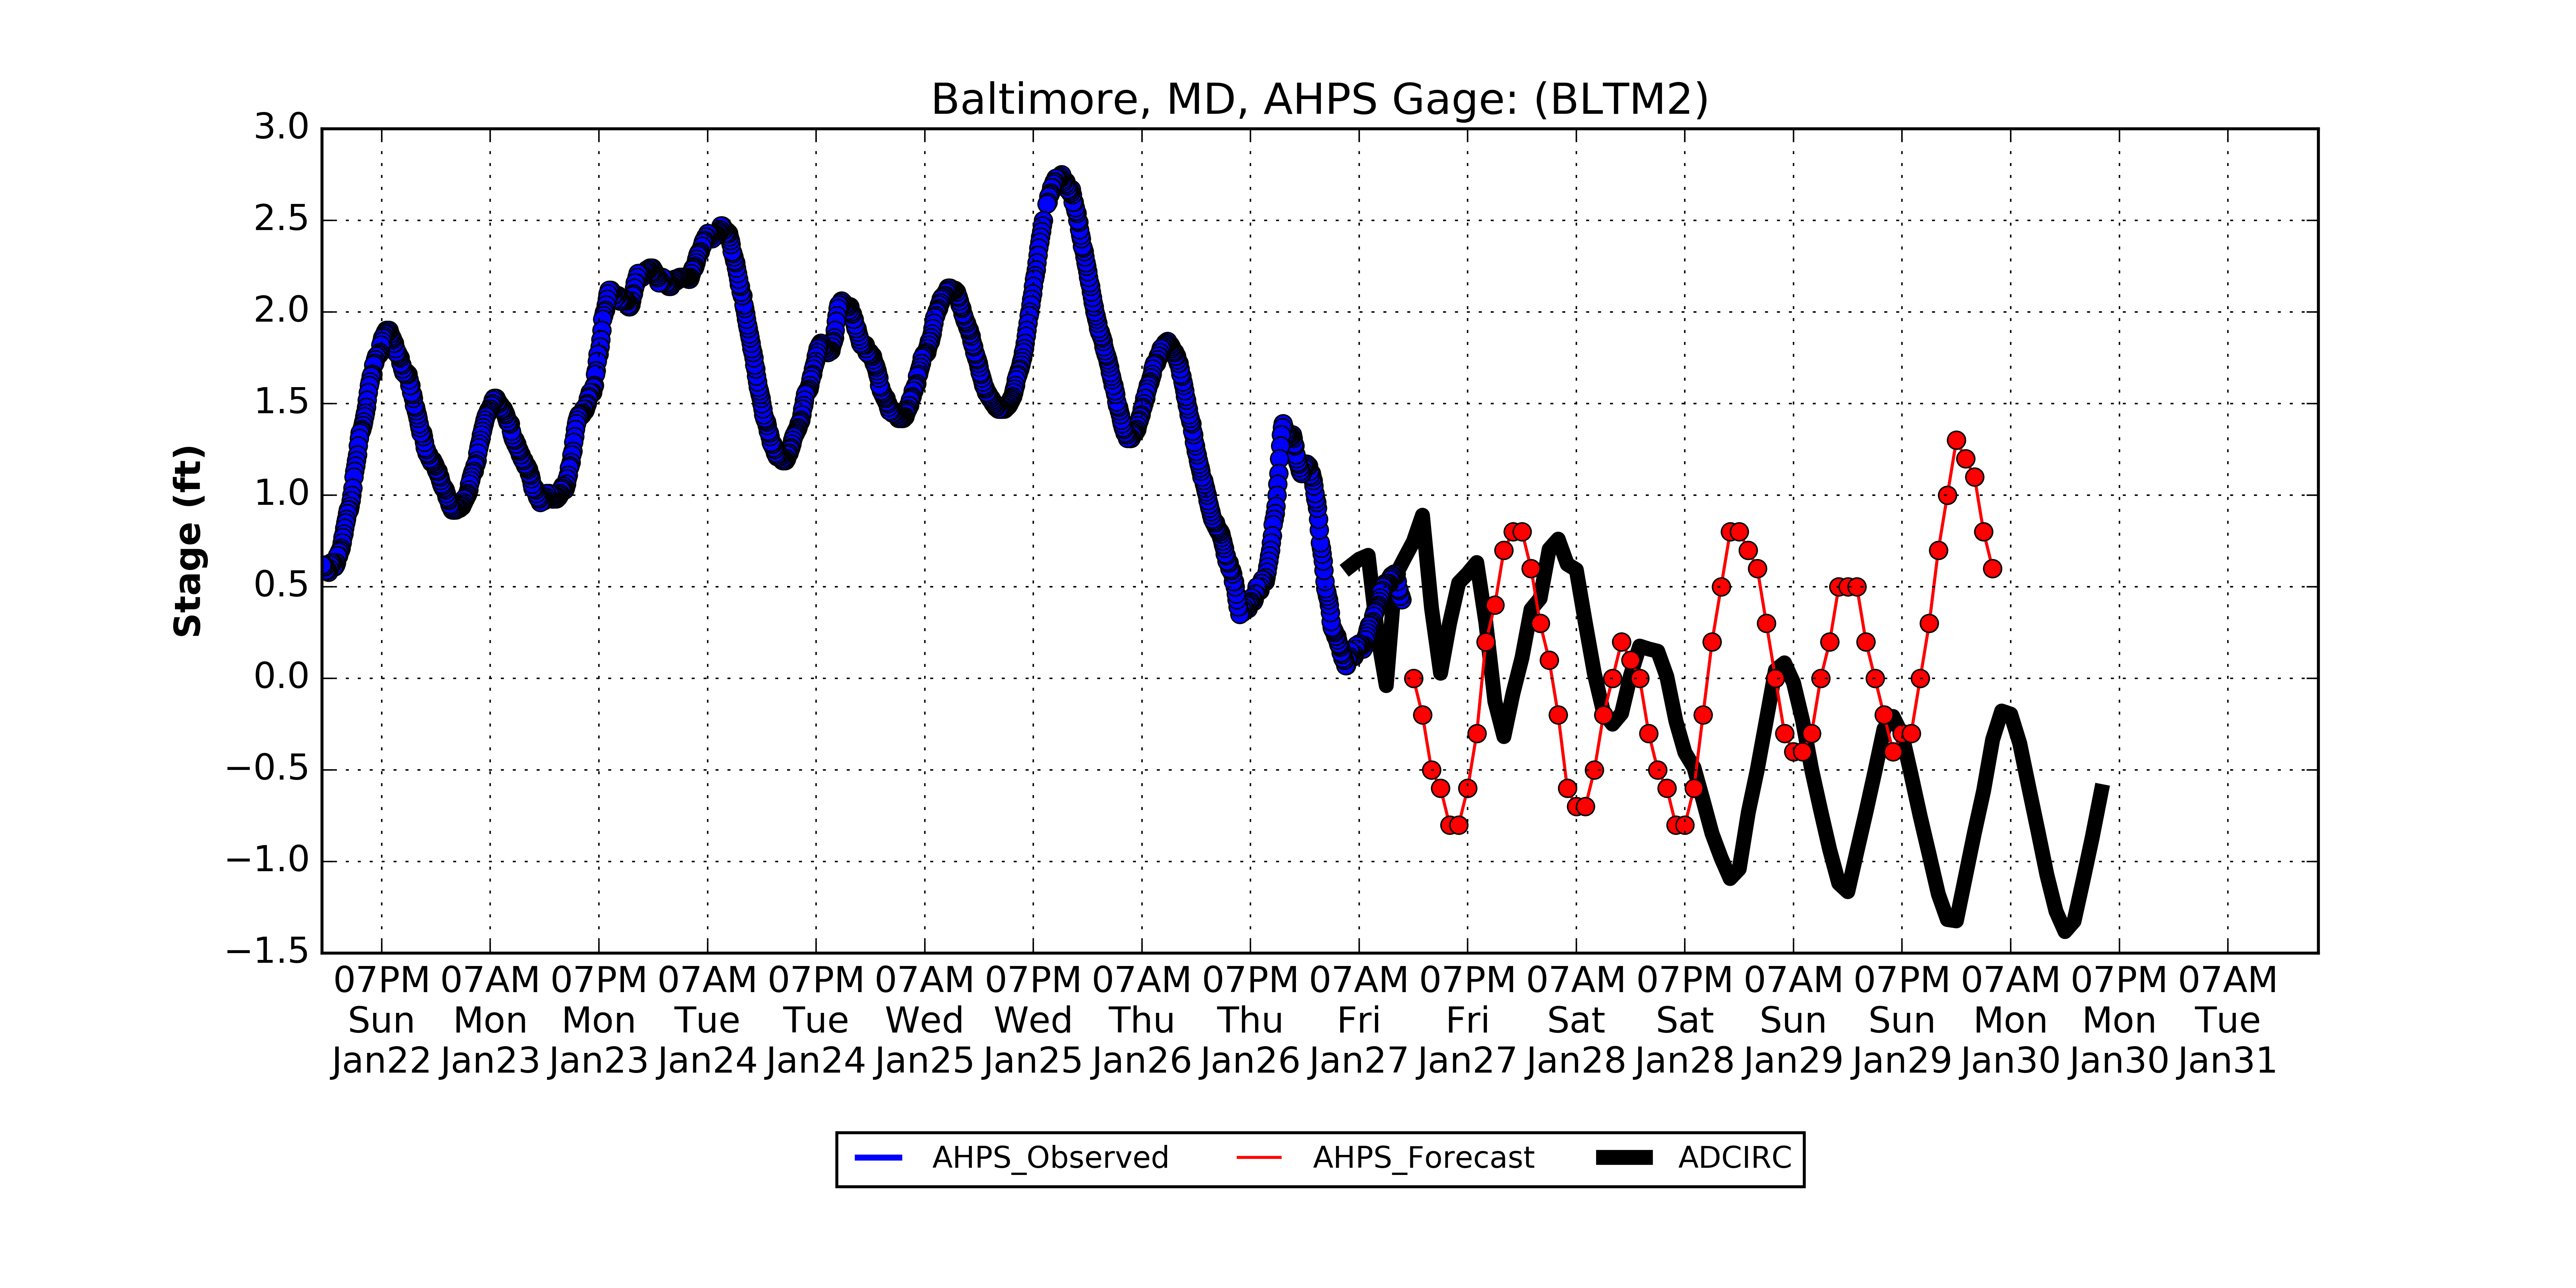 Baltimore, MD, AHPS Gage: (BLTM2)
3.0
2.5
2.0
1.5
1.0
0.5
0.0
−0.5
−1.0
−1.5
Stage (ft)
07PM 07AM 07PM 07AM 07PM 07AM 07PM 07AM 07PM 07AM 07PM 07AM 07PM 07AM 07PM 07AM 07PM 07AM
Sun Mon Mon Tue Tue Wed Wed Thu Thu Fri Fri Sat Sat Sun Sun Mon Mon Tue
Jan22 Jan23 Jan23 Jan24 Jan24 Jan25 Jan25 Jan26 Jan26 Jan27 Jan27 Jan28 Jan28 Jan29 Jan29 Jan30 Jan30 Jan31
AHPS_Observed AHPS_Forecast ADCIRC